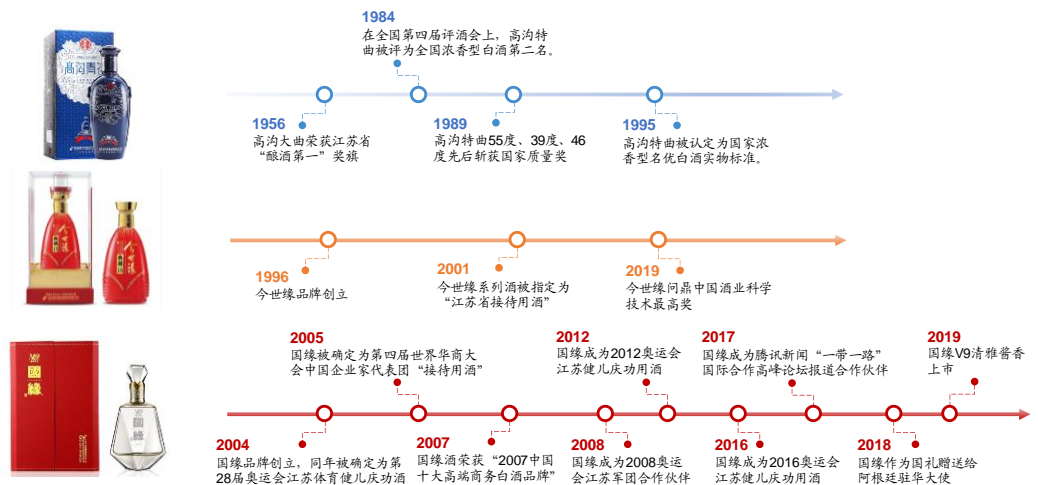 1984
在全国第四届评酒会上，高沟特
曲被评为全国浓香型白酒第二名。
1956
高沟大曲荣获江苏省
“酿酒第一”奖旗
1989
高沟特曲55度、39度、46
度先后斩获国家质量奖
1995
高沟特曲被认定为国家浓
香型名优白酒实物标准。
1996
今世缘品牌创立
2001
今世缘系列酒被指定为
“江苏省接待用酒”
2019
今世缘问鼎中国酒业科学
技术最高奖
國緣
國緣
2005
国缘被确定为第四届世界华商大
会中国企业家代表团“接待用酒”
2012
国缘成为2012奥运会
江苏健儿庆功用酒
2017
国缘成为腾讯新闻“一带一路”
国际合作高峰论坛报道合作伙伴
2019
国缘V9清雅酱香
上市
2004
国缘品牌创立，同年被确定为第
28届奥运会江苏体育健儿庆功酒
2007
国缘酒荣获“2007中国
十大高端商务白酒品牌”
2008
国缘成为2008奥运
会江苏军团合作伙伴
2016
国缘成为2016奥运会
江苏健儿庆功用酒
2018
国缘作为国礼赠送给
阿根廷驻华大使